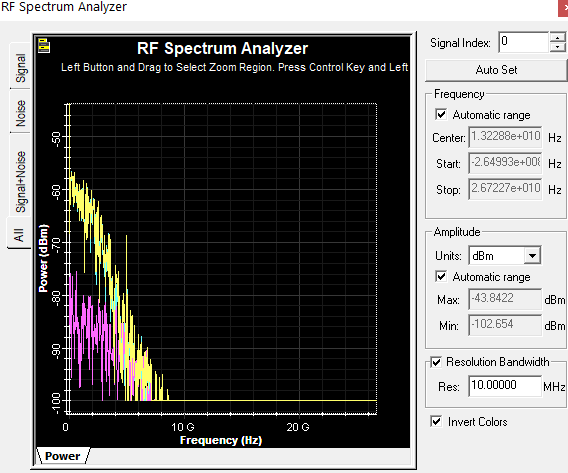 RF Spectrum Analyzer
RF Spectrum Analyzer
Left Button and Drag to Select Zoom Region. Press Control Key and Left
Signal
Noise
Signal+Noise
All
Power (dBm)
-50
-60
-70
-80
-90
-100
0
10 G
20 G
Frequency (Hz)
Power
Signal Index: 0
Auto Set
Frequency
Automatic range
Center: 1.32288e+010 Hz
Start: -2.64993e+008 Hz
Stop: 2.67227e+010 Hz
Amplitude
Units: dBm
Automatic range
Max: -43.8422 dBm
Min: -102.654 dBm
Resolution Bandwidth
Res: 10.00000 MHz
Invert Colors